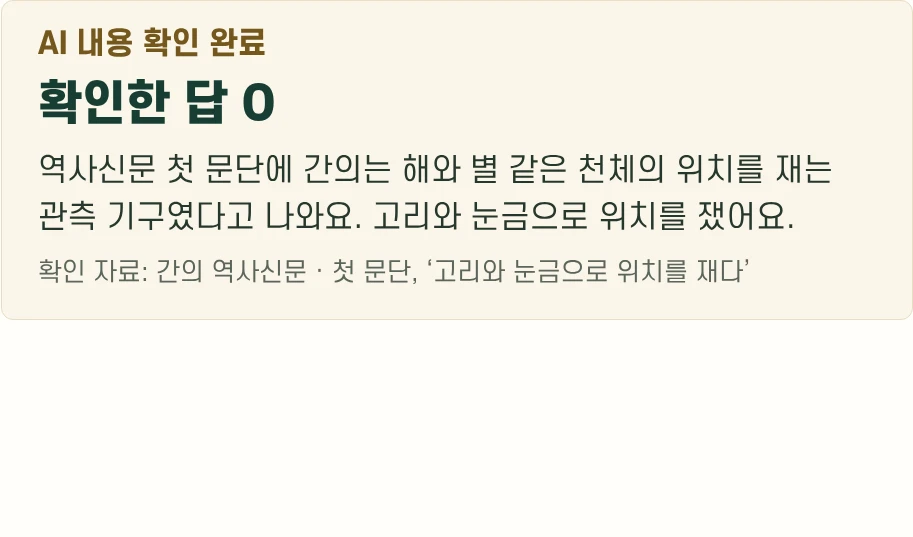 AI 내용 확인 완료
확인한 답 O
역사신문 첫 문단에 간의는 해와 별 같은 천체의 위치를 재는
관측 기구였다고 나와요. 고리와 눈금으로 위치를 쟀어요.
확인 자료: 간의 역사신문 · 첫 문단, ‘고리와 눈금으로 위치를 재다’